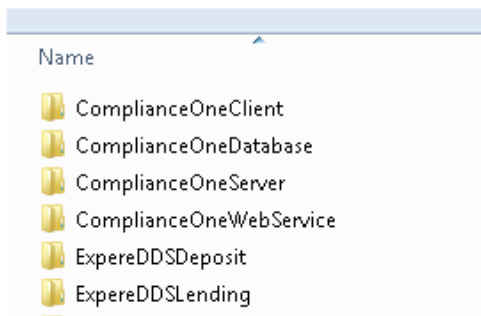 Name
ComplianceOneClient
ComplianceOneDatabase
ComplianceOneServer
ComplianceOneWebService
ExpereDDSDeposit
ExpereDDSLending